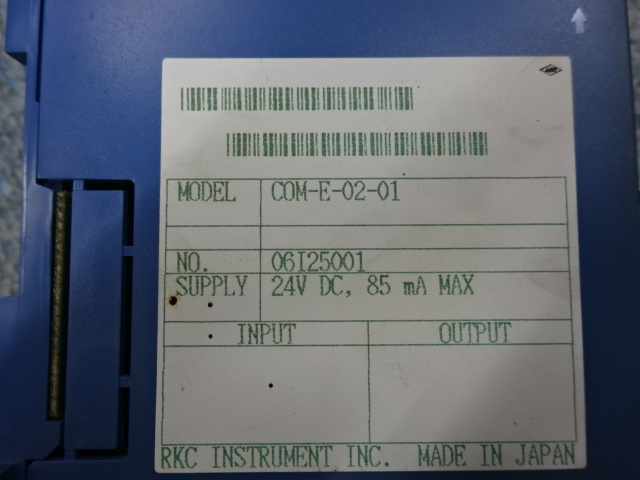 MODEL COM-E-02-01
NO. 06I25001
SUPPLY 24V DC, 85 mA MAX
INPUT OUTPUT
RKC INSTRUMENT INC. MADE IN JAPAN